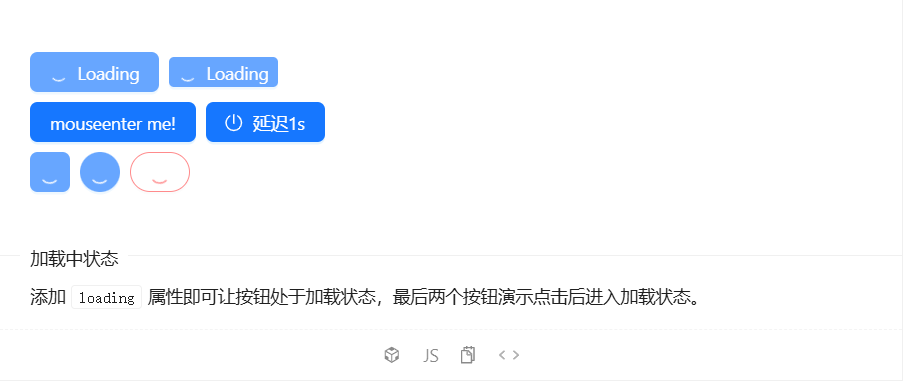 Loading Loading
mouseenter me! 延迟1s
加载中状态
添加 loading 属性即可让按钮处于加载状态，最后两个按钮演示点击后进入加载状态。
JS